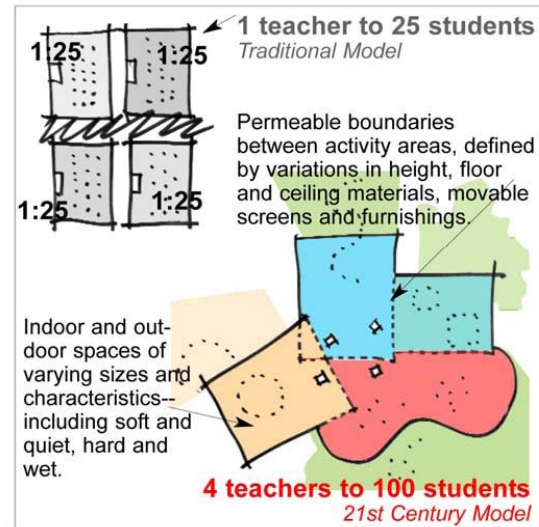 1 teacher to 25 students
Traditional Model
1:25
1:25
1:25
1:25
Permeable boundaries
between activity areas, defined
by variations in height, floor
and ceiling materials, movable
screens and furnishings.
Indoor and out-
door spaces of
varying sizes and
characteristics--
including soft and
quiet, hard and
wet.
4 teachers to 100 students
21st Century Model